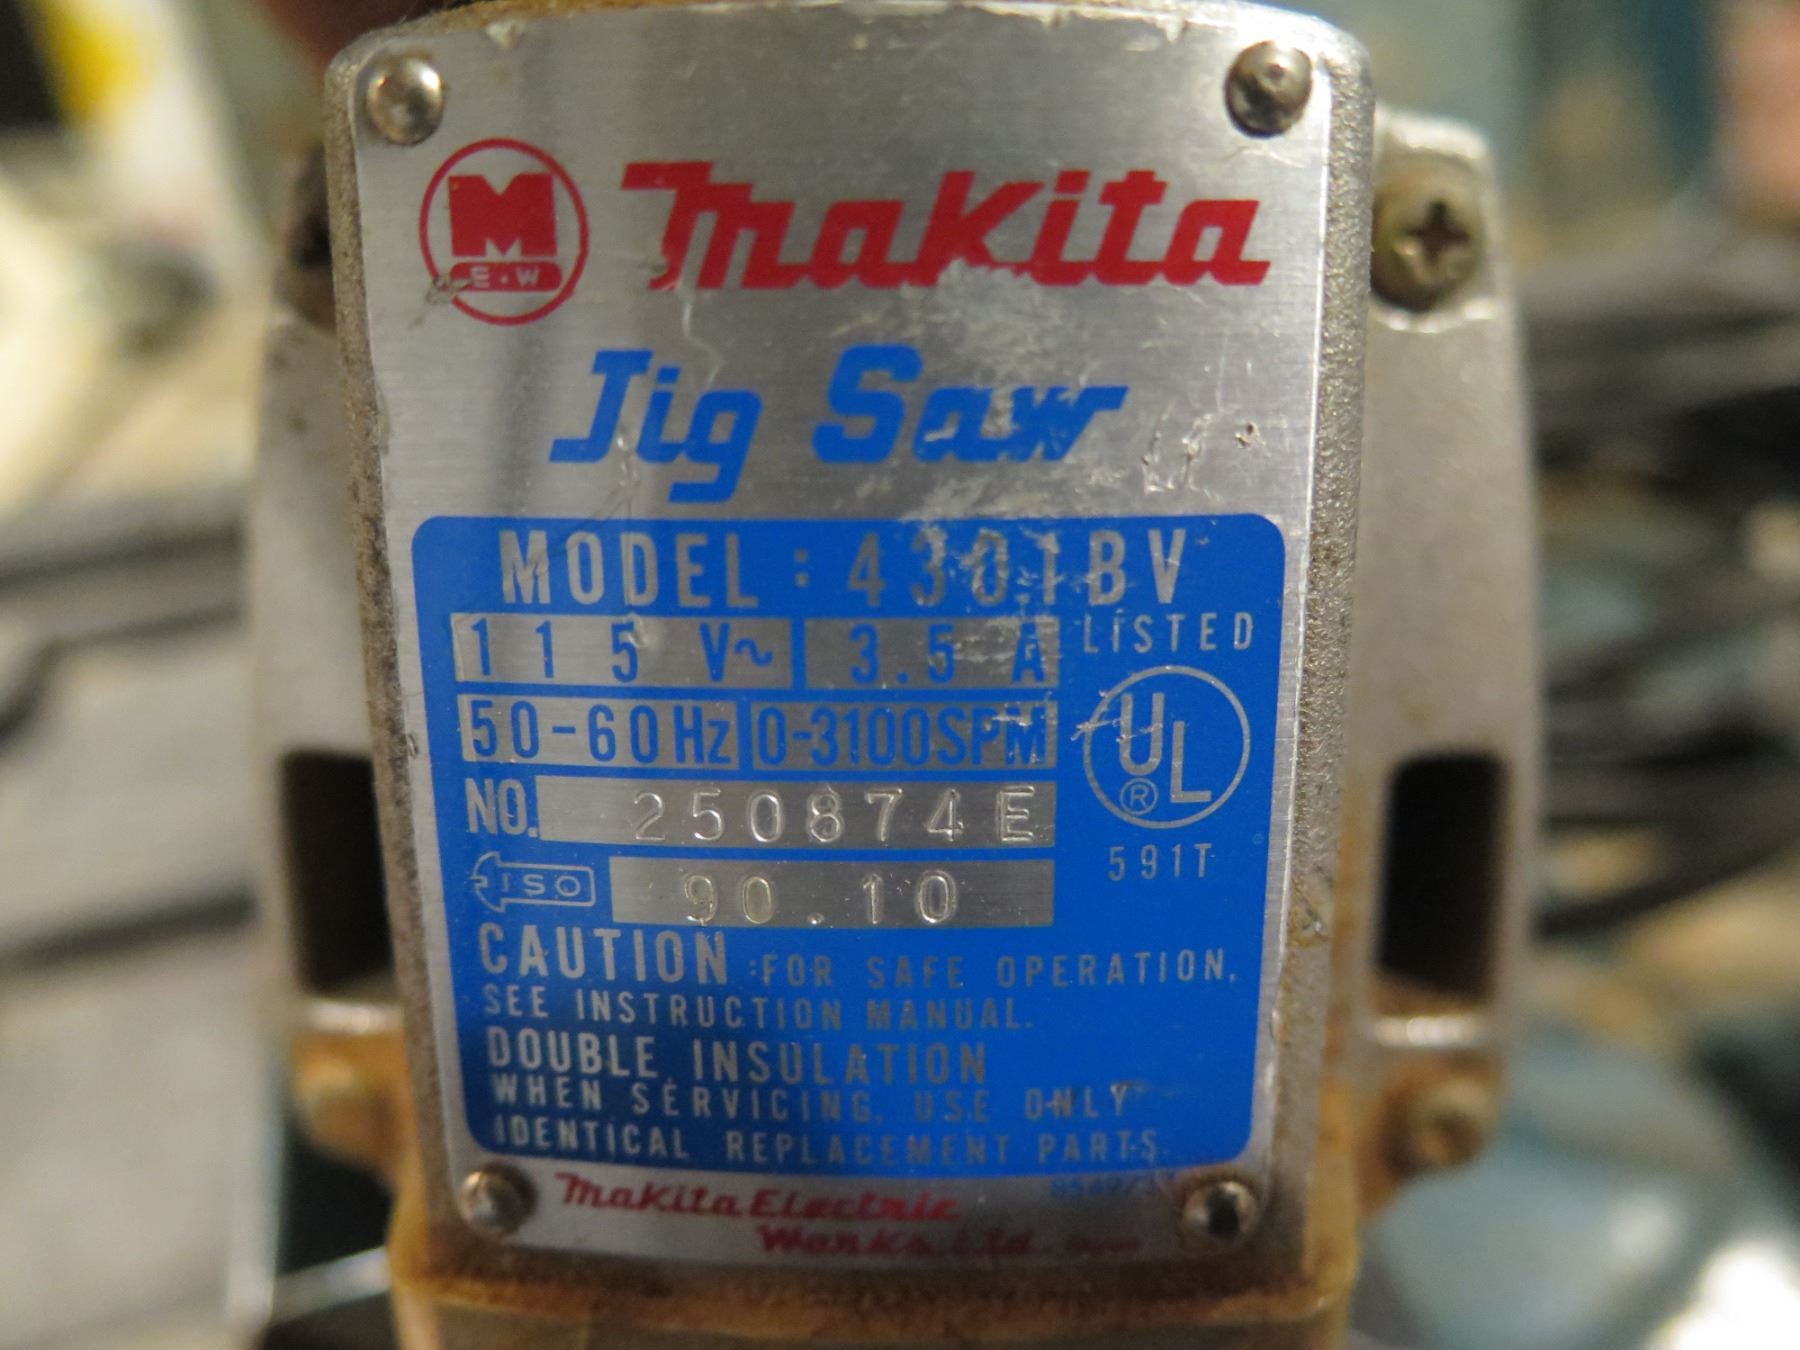 M
E・W
Makita
Jig Saw
MODEL : 4301BV
115 V~ 3.5 A
LISTED
50-60Hz 0-3100SPM
UL
®
NO. 250874E
591T
ISO 90.10
CAUTION :FOR SAFE OPERATION,
SEE INSTRUCTION MANUAL.
DOUBLE INSULATION
WHEN SERVICING, USE ONLY
IDENTICAL REPLACEMENT PARTS.
Makita Electric
Works, Ltd.